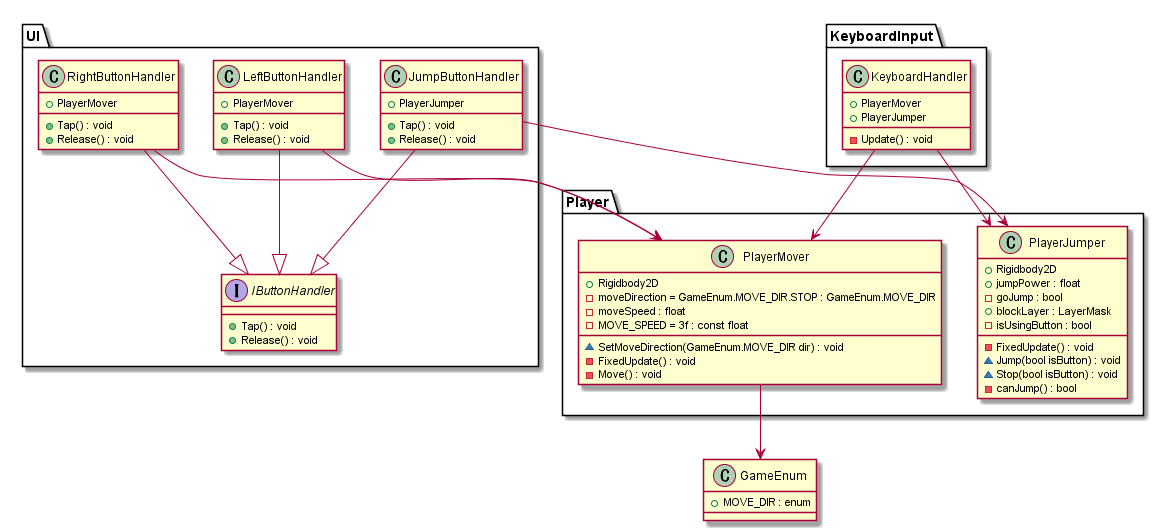 UI
C RightButtonHandler
PlayerMover
Tap() : void
Release() : void
C LeftButtonHandler
PlayerMover
Tap() : void
Release() : void
C JumpButtonHandler
PlayerJumper
Tap() : void
Release() : void
I IButtonHandler
Tap() : void
Release() : void
KeyboardInput
C KeyboardHandler
PlayerMover
PlayerJumper
Update() : void
Player
C PlayerMover
Rigidbody2D
moveDirection = GameEnum.MOVE_DIR.STOP : GameEnum.MOVE_DIR
moveSpeed : float
MOVE_SPEED = 3f : const float
SetMoveDirection(GameEnum.MOVE_DIR dir) : void
FixedUpdate() : void
Move() : void
C PlayerJumper
Rigidbody2D
jumpPower : float
goJump : bool
blockLayer : LayerMask
isUsingButton : bool
FixedUpdate() : void
Jump(bool isButton) : void
Stop(bool isButton) : void
canJump() : bool
C GameEnum
MOVE_DIR : enum